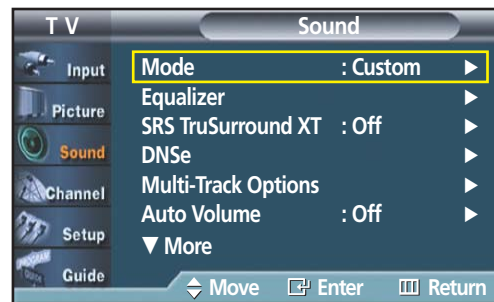 T V
Sound
Input
Picture
Sound
Channel
Setup
Guide
Mode : Custom ►
Equalizer ►
SRS TruSurround XT : Off ►
DNSe ►
Multi-Track Options ►
Auto Volume : Off ►
▼ More
Move Enter Return